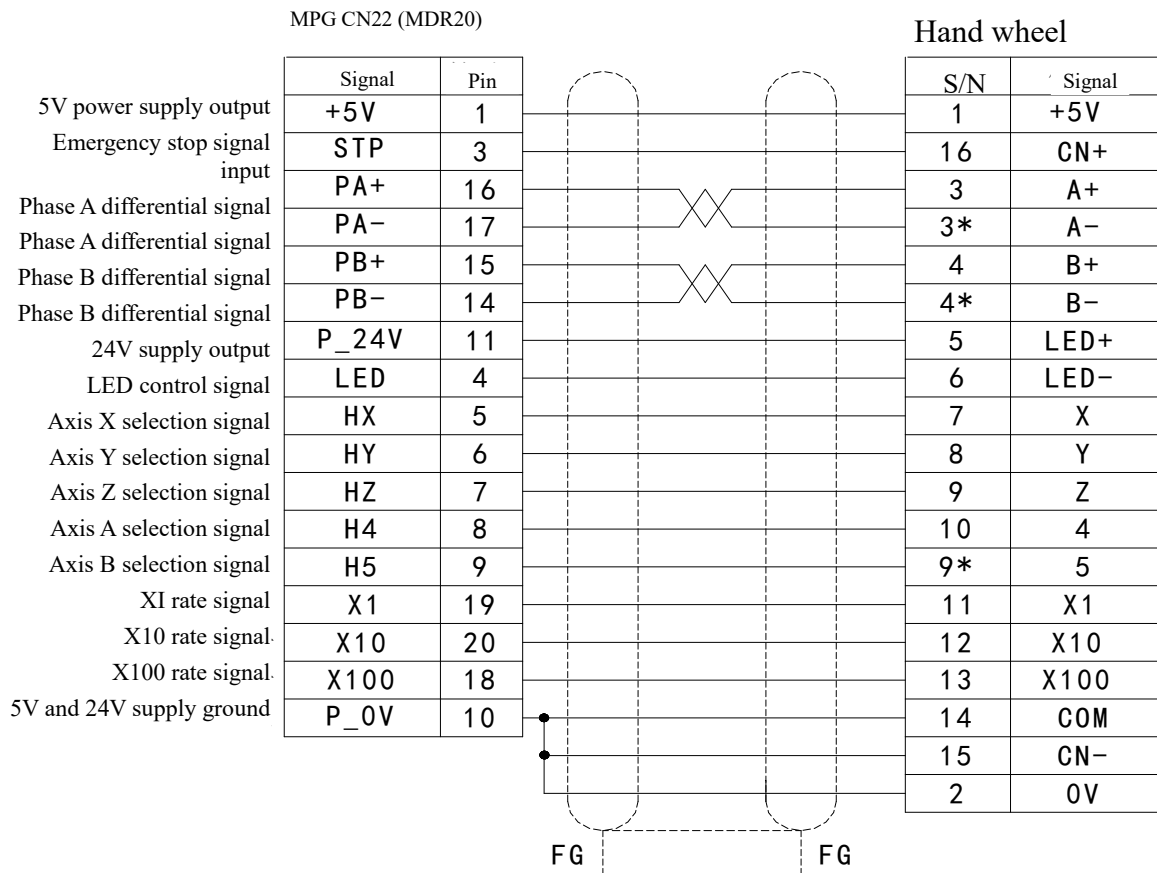 MPG CN22 (MDR20)
Hand wheel
Signal Pin S/N Signal
5V power supply output +5V 1 1 +5V
Emergency stop signal
input STP 3 16 CN+
Phase A differential signal PA+ 16 3 A+
Phase A differential signal PA- 17 3* A-
Phase B differential signal PB+ 15 4 B+
Phase B differential signal PB- 14 4* B-
24V supply output P_24V 11 5 LED+
LED control signal LED 4 6 LED-
Axis X selection signal HX 5 7 X
Axis Y selection signal HY 6 8 Y
Axis Z selection signal HZ 7 9 Z
Axis A selection signal H4 8 10 4
Axis B selection signal H5 9 9* 5
XI rate signal X1 19 11 X1
X10 rate signal X10 20 12 X10
X100 rate signal X100 18 13 X100
5V and 24V supply ground P_0V 10 14 COM
15 CN-
2 0V
FG FG